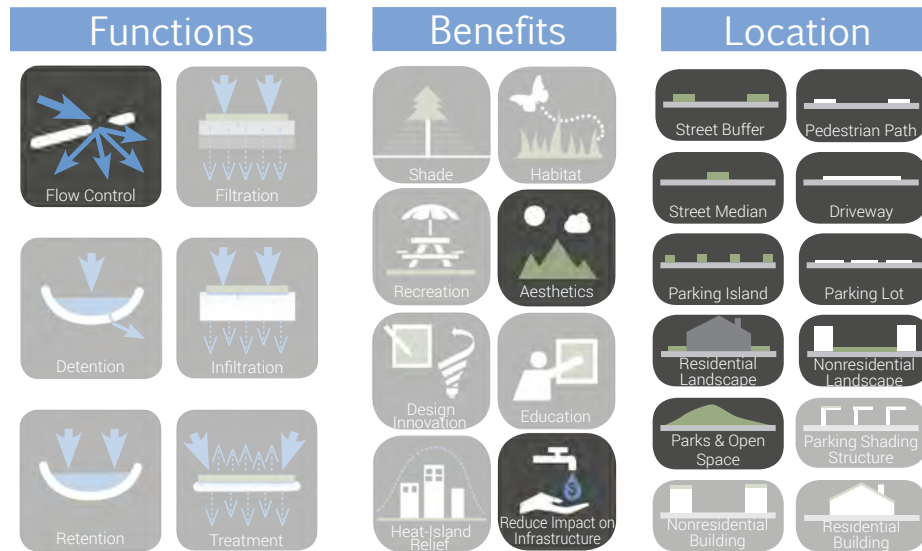 Functions
Benefits
Location
Flow Control
Filtration
Detention
Infiltration
Retention
Treatment
Shade
Habitat
Recreation
Aesthetics
Design
Innovation
Education
Heat-Island
Relief
$
Reduce Impact on
Infrastructure
Street Buffer
Pedestrian Path
Street Median
Driveway
Parking Island
Parking Lot
Residential
Landscape
Nonresidential
Landscape
Parks & Open
Space
Parking Shading
Structure
Nonresidential
Building
Residential
Building